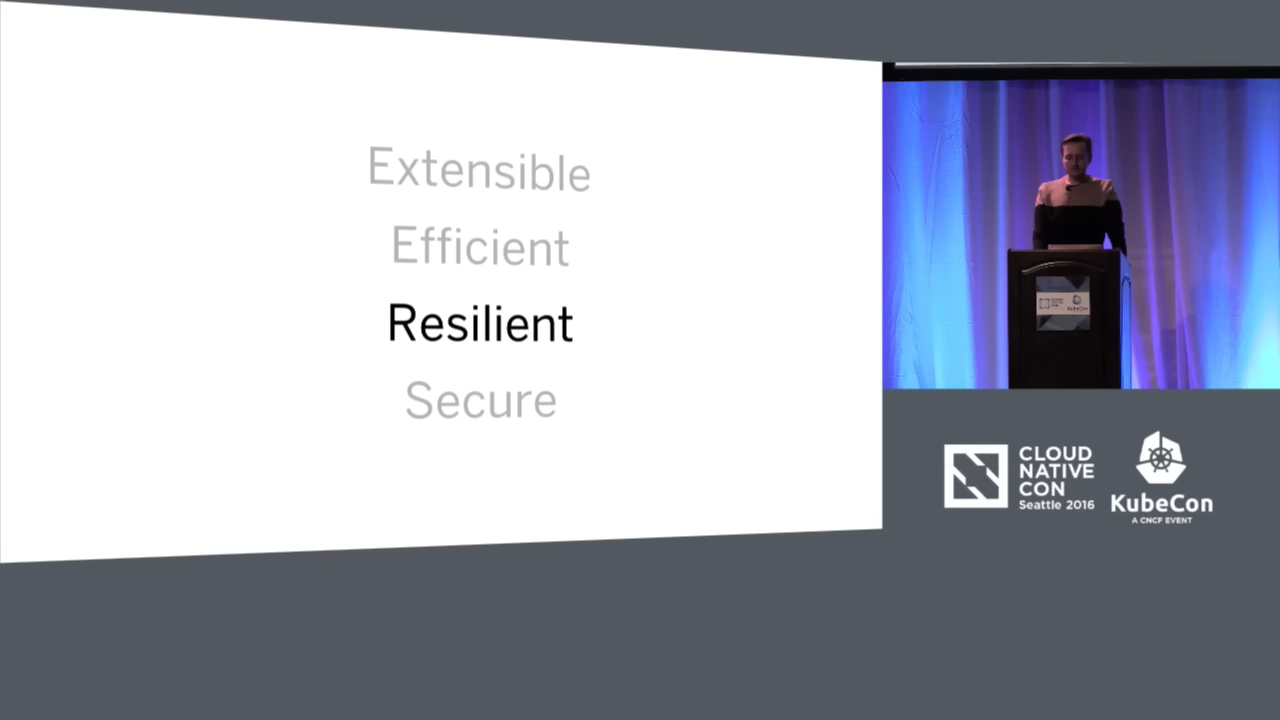 Extensible
Efficient
Resilient
Secure
CLOUD
NATIVE
CON
Seattle 2016
KubeCon
A CNCF EVENT